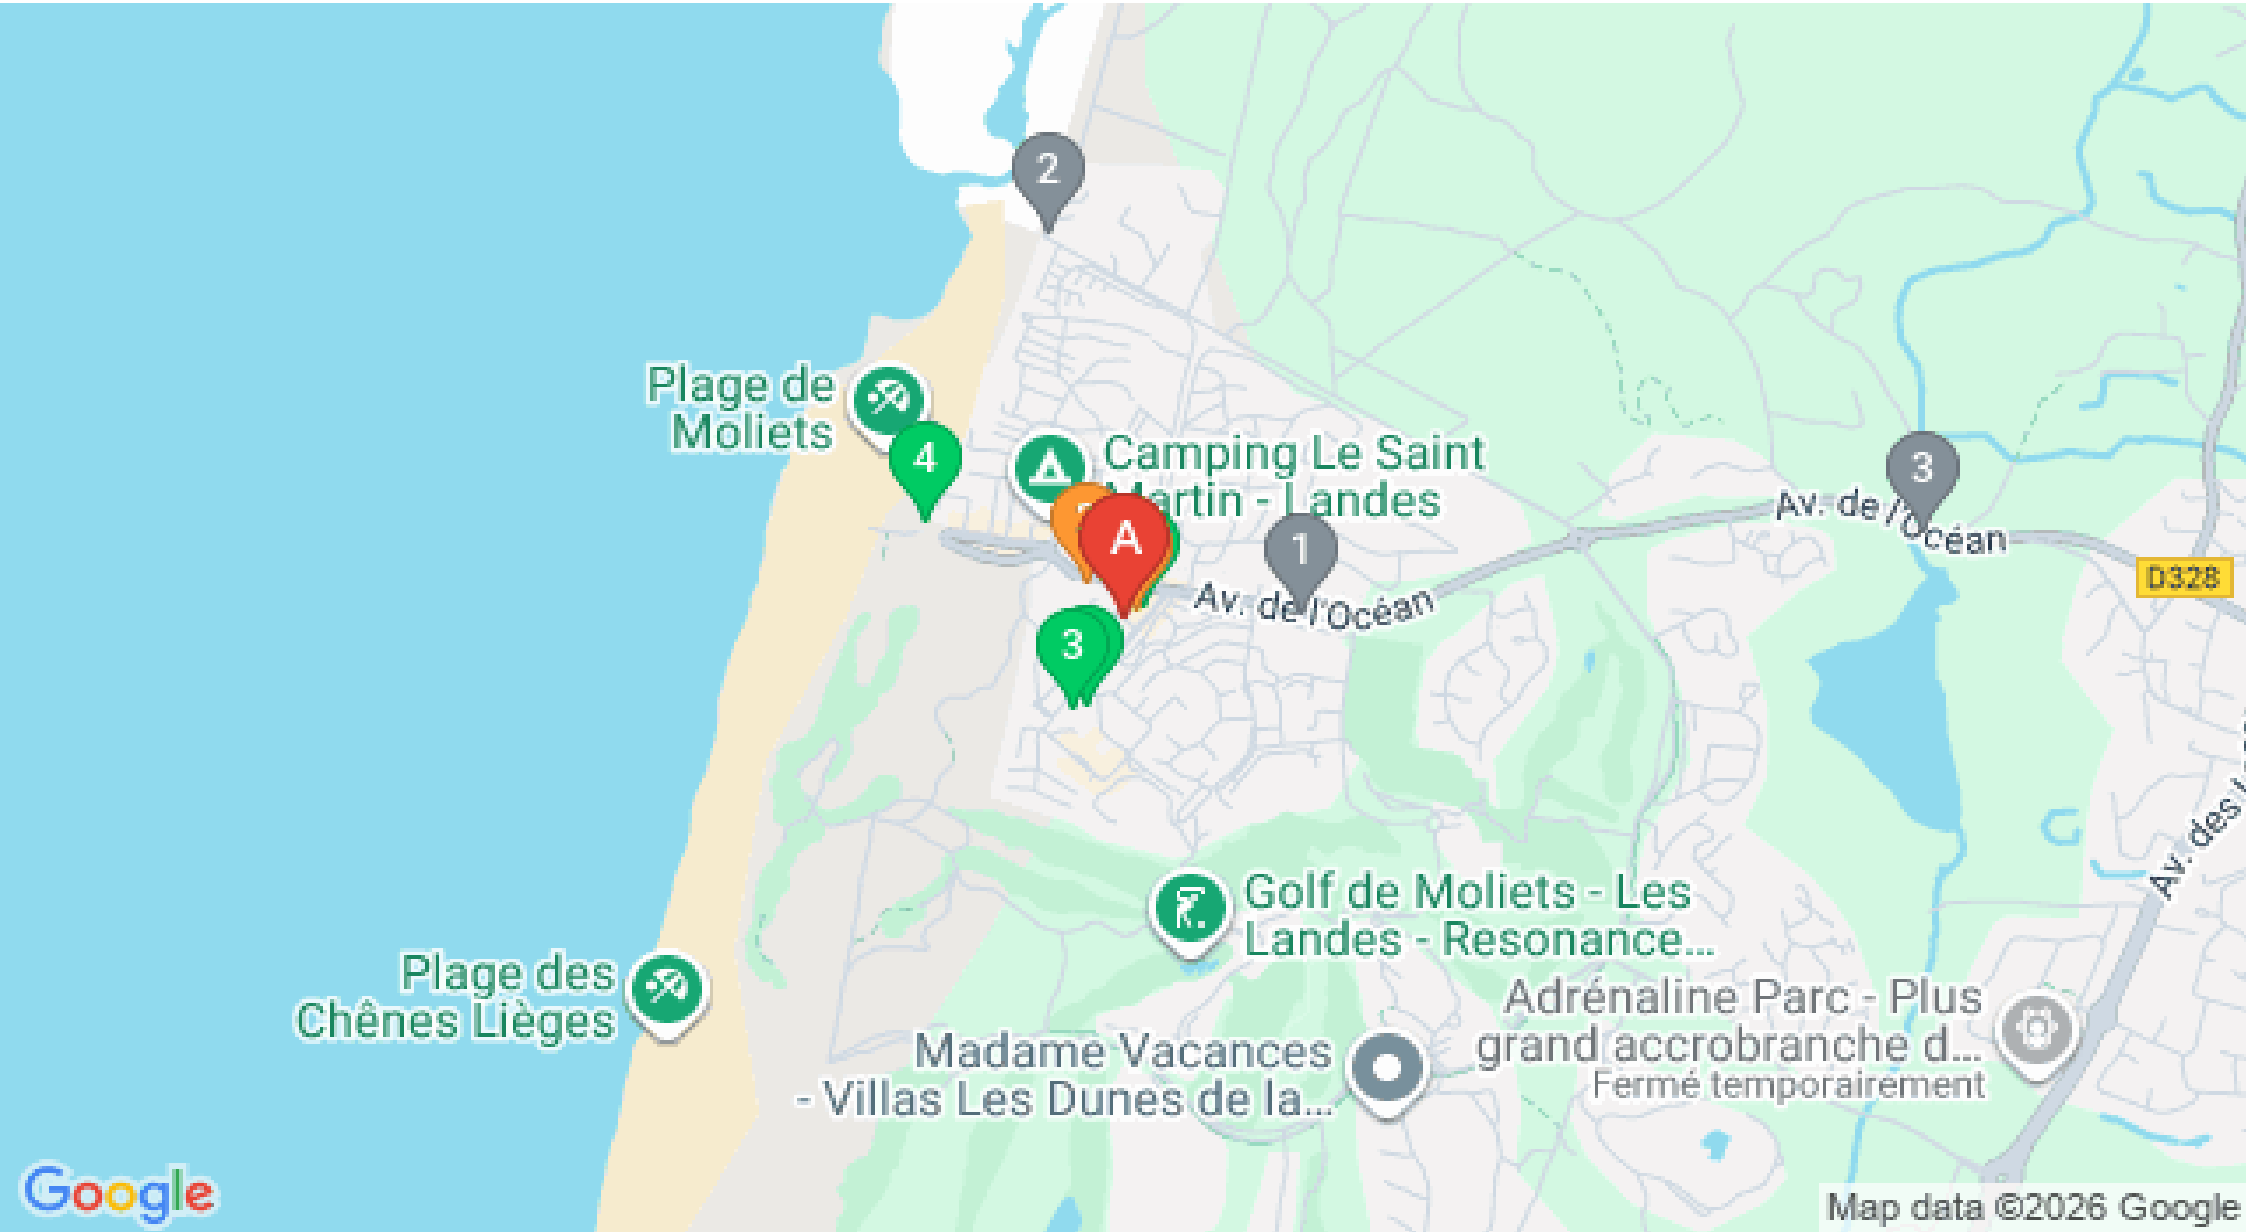 2
Plage de
Moliets
4
Camping Le Saint
Martin - Landes
A
1
3
Av. de l'Océan
D328
Av. de l'Océan
3
Plage des
Chênes Lièges
Golf de Moliets - Les
Landes - Resonance...
Madame Vacances
- Villas Les Dunes de la...
Adrénaline Parc - Plus
grand accrobranche d...
Fermé temporairement
Av. des
Google
Map data ©2026 Google